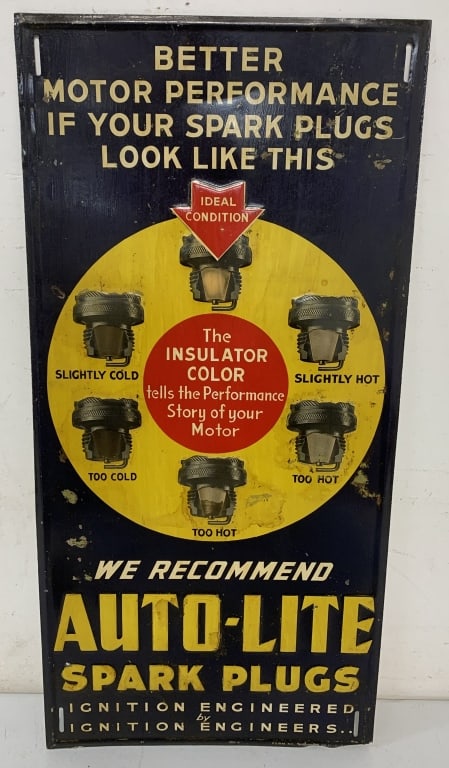 BETTER
MOTOR PERFORMANCE
IF YOUR SPARK PLUGS
LOOK LIKE THIS
IDEAL
CONDITION
The
INSULATOR
COLOR
tells the Performance
Story of your
Motor
SLIGHTLY COLD
SLIGHTLY HOT
TOO COLD
TOO HOT
TOO HOT
WE RECOMMEND
AUTO-LITE
SPARK PLUGS
IGNITION ENGINEERED
by
IGNITION ENGINEERS..